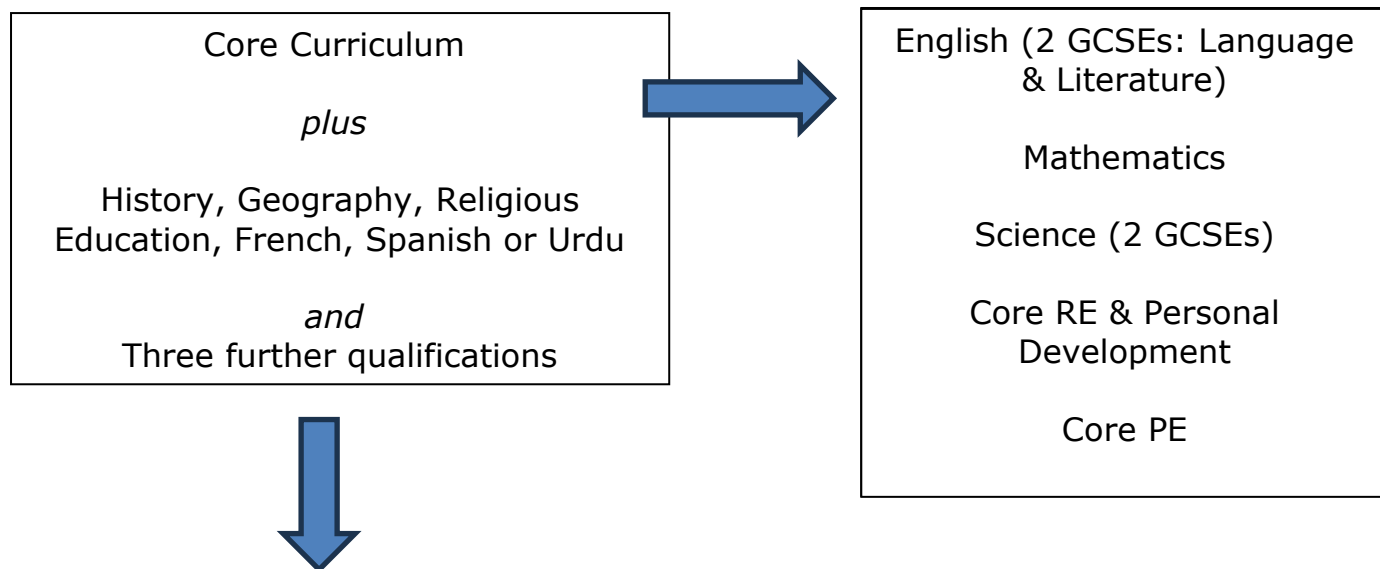 Core Curriculum
plus
History, Geography, Religious
Education, French, Spanish or Urdu
and
Three further qualifications
English (2 GCSEs: Language
& Literature)
Mathematics
Science (2 GCSEs)
Core RE & Personal
Development
Core PE